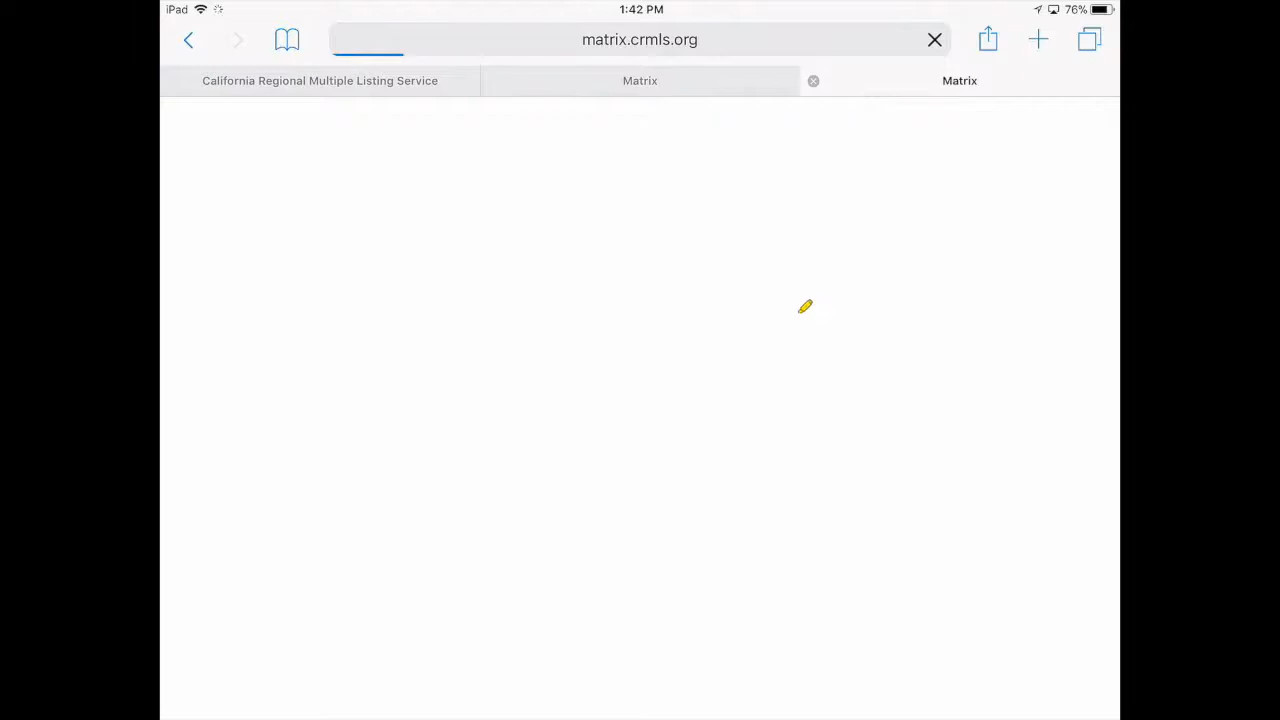 iPad 1:42 PM 76%
matrix.crmls.org
California Regional Multiple Listing Service Matrix Matrix